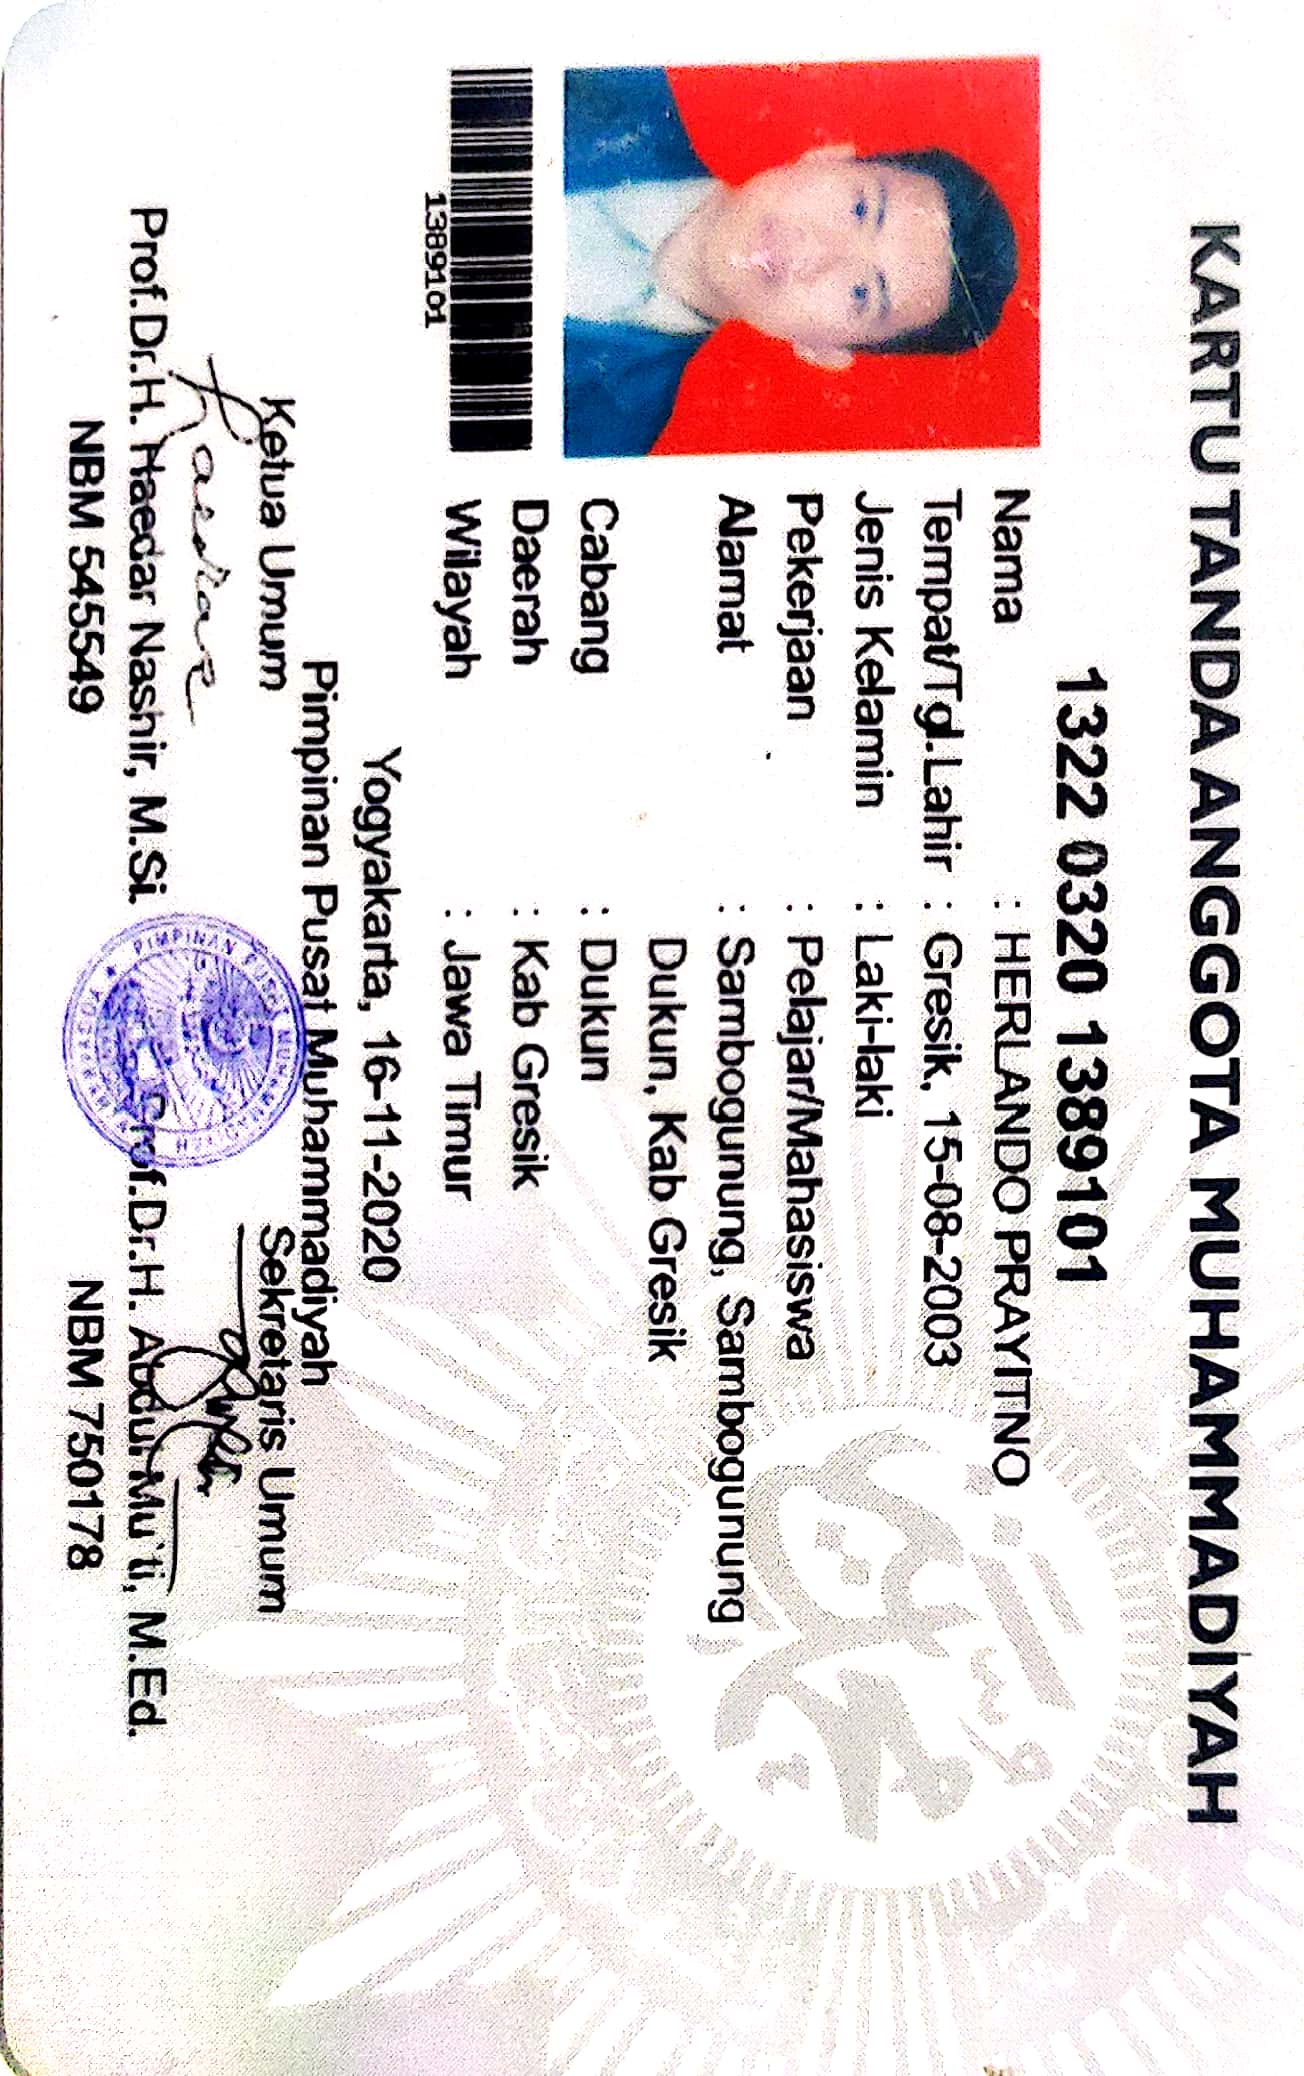 KARTU TANDA ANGGOTA MUHAMMADIYAH
1322 0320 1389101
Nama : HERLANDO PRAYITNO
Tempat/Tgl.Lahir : Gresik, 15-08-2003
Jenis Kelamin : Laki-laki
Pekerjaan : Pelajar/Mahasiswa
Alamat : Sambogunung, Sambogunung
Dukun, Kab Gresik
Cabang : Dukun
Daerah : Kab Gresik
Wilayah : Jawa Timur
1389101
Yogyakarta, 16-11-2020
Pimpinan Pusat Muhammadiyah
Ketua Umum
Sekretaris Umum
PIMPINAN PUSAT MUHAMMADIYAH
YOGYAKARTA
Prof.Dr.H. Haedar Nashir, M.Si.
Prof.Dr.H. Abdul Mu`ti, M.Ed.
NBM 545549
NBM 750178